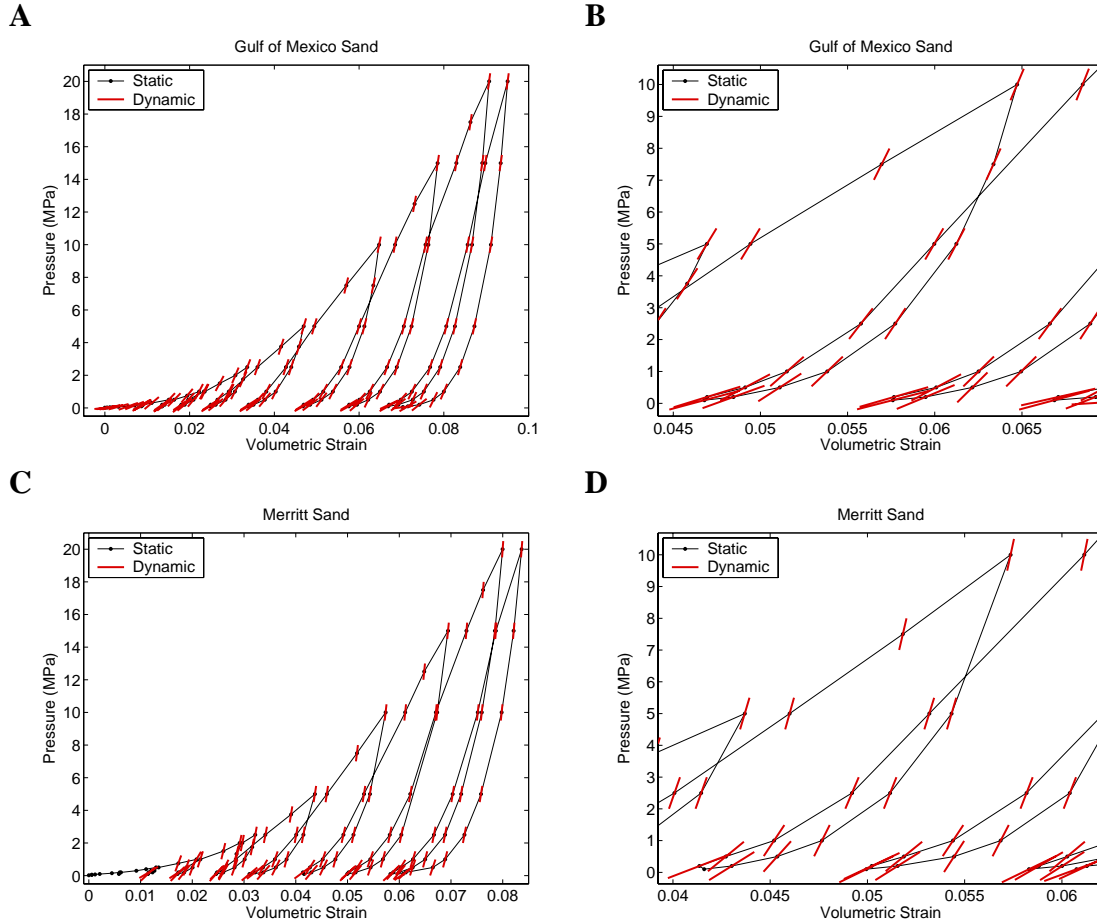 A
Gulf of Mexico Sand
Static
Dynamic
Pressure (MPa)
20
18
16
14
12
10
8
6
4
2
0
0 0.02 0.04 0.06 0.08 0.1
Volumetric Strain
B
Gulf of Mexico Sand
Static
Dynamic
Pressure (MPa)
10
9
8
7
6
5
4
3
2
1
0
0.045 0.05 0.055 0.06 0.065
Volumetric Strain
C
Merritt Sand
Static
Dynamic
Pressure (MPa)
20
18
16
14
12
10
8
6
4
2
0
0 0.01 0.02 0.03 0.04 0.05 0.06 0.07 0.08
Volumetric Strain
D
Merritt Sand
Static
Dynamic
Pressure (MPa)
10
9
8
7
6
5
4
3
2
1
0
0.04 0.045 0.05 0.055 0.06
Volumetric Strain